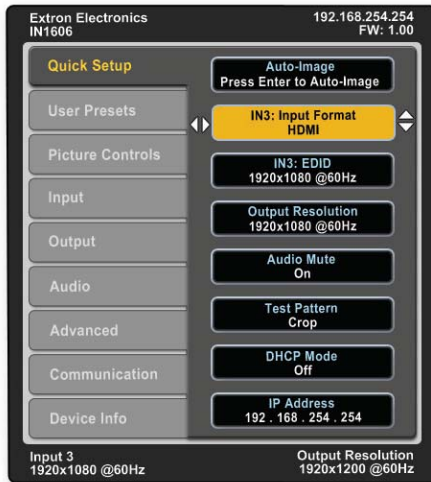 Extron Electronics
IN1606
192.168.254.254
FW: 1.00
Quick Setup
User Presets
Picture Controls
Input
Output
Audio
Advanced
Communication
Device Info
Auto-Image
Press Enter to Auto-Image
IN3: Input Format
HDMI
IN3: EDID
1920x1080 @60Hz
Output Resolution
1920x1080 @60Hz
Audio Mute
On
Test Pattern
Crop
DHCP Mode
Off
IP Address
192 . 168 . 254 . 254
Input 3
1920x1080 @60Hz
Output Resolution
1920x1200 @60Hz